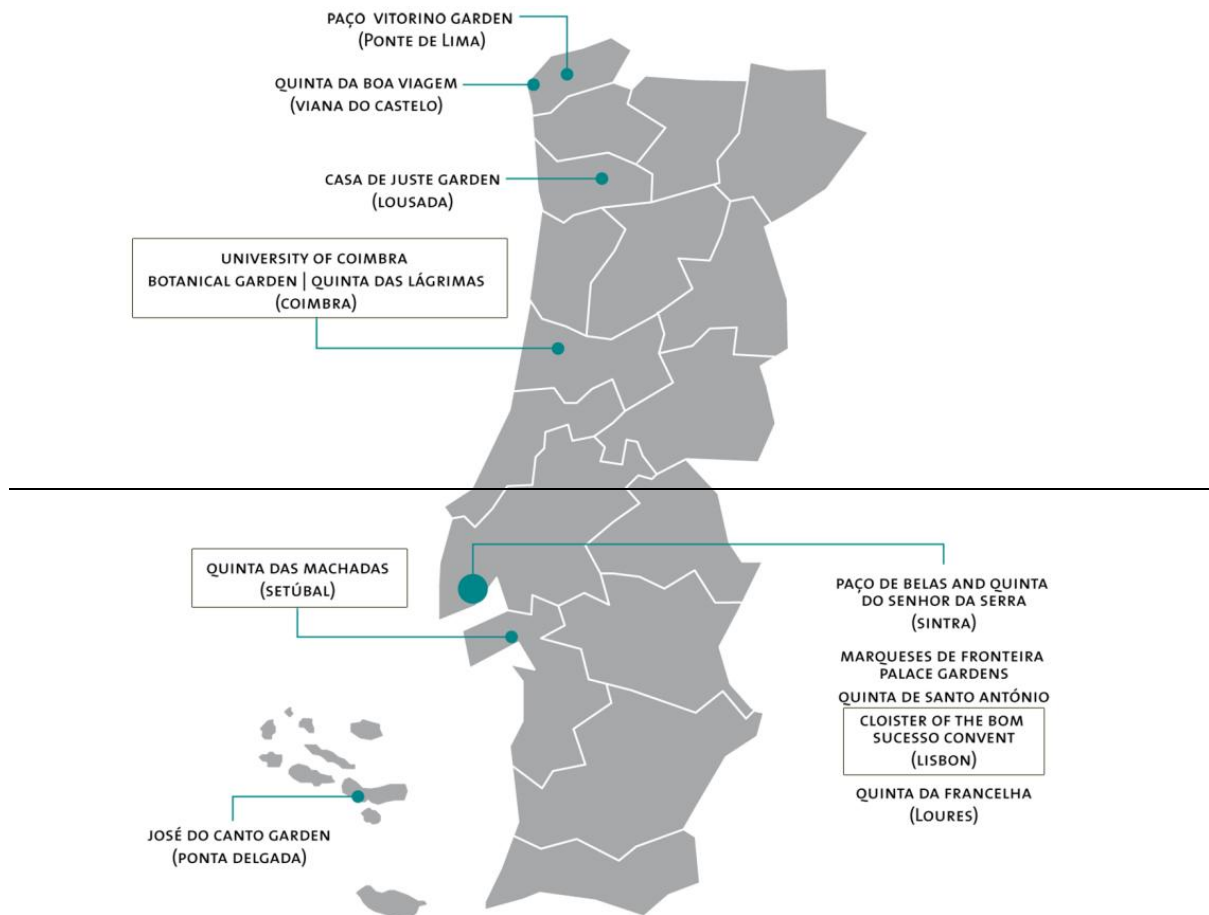 PAÇO VITORINO GARDEN
(PONTE DE LIMA)
QUINTA DA BOA VIAGEM
(VIANA DO CASTELO)
CASA DE JUSTE GARDEN
(LOUSADA)
UNIVERSITY OF COIMBRA
BOTANICAL GARDEN | QUINTA DAS LÁGRIMAS
(COIMBRA)
QUINTA DAS MACHADAS
(SETÚBAL)
PAÇO DE BELAS AND QUINTA
DO SENHOR DA SERRA
(SINTRA)
MARQUESES DE FRONTEIRA
PALACE GARDENS
QUINTA DE SANTO ANTÓNIO
CLOISTER OF THE BOM
SUCESSO CONVENT
(LISBON)
QUINTA DA FRANCELHA
(LOURES)
JOSÉ DO CANTO GARDEN
(PONTA DELGADA)